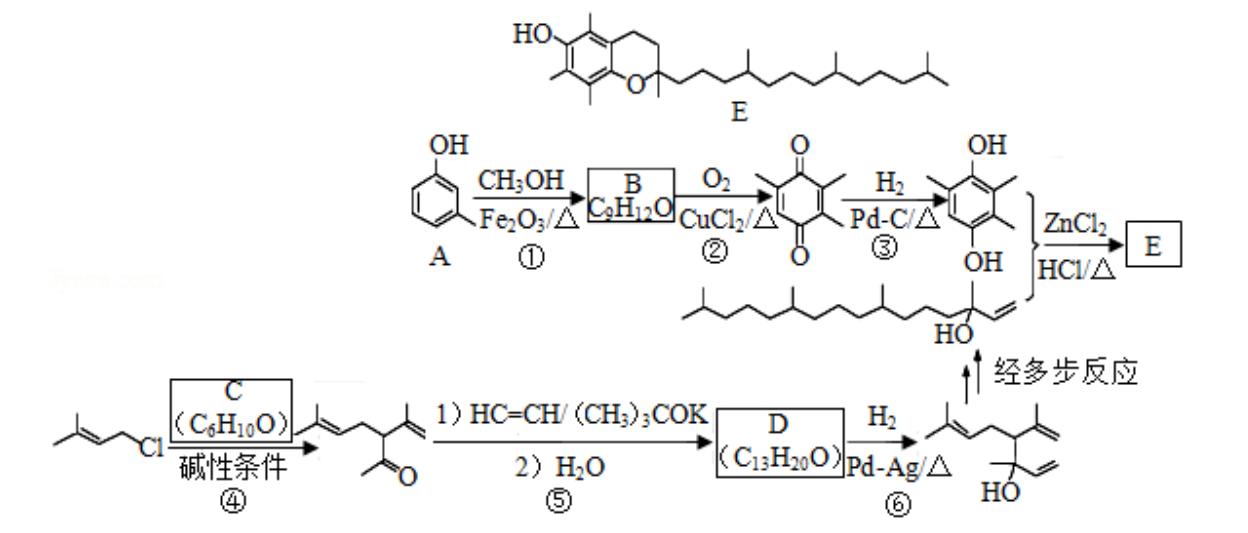 HO
O
E
OH
A
CH₃OH
Fe₂O₃/△
①
B
C₉H₁₂O
O₂
CuCl₂/△
②
O
O
H₂
Pd-C/△
③
OH
OH
ZnCl₂
HCl/△
E
HO
经多步反应
Cl
C
(C₆H₁₀O)
碱性条件
④
O
1) HC=CH/(CH₃)₃COK
2) H₂O
⑤
D
(C₁₃H₂₀O)
H₂
Pd-Ag/△
⑥
HO